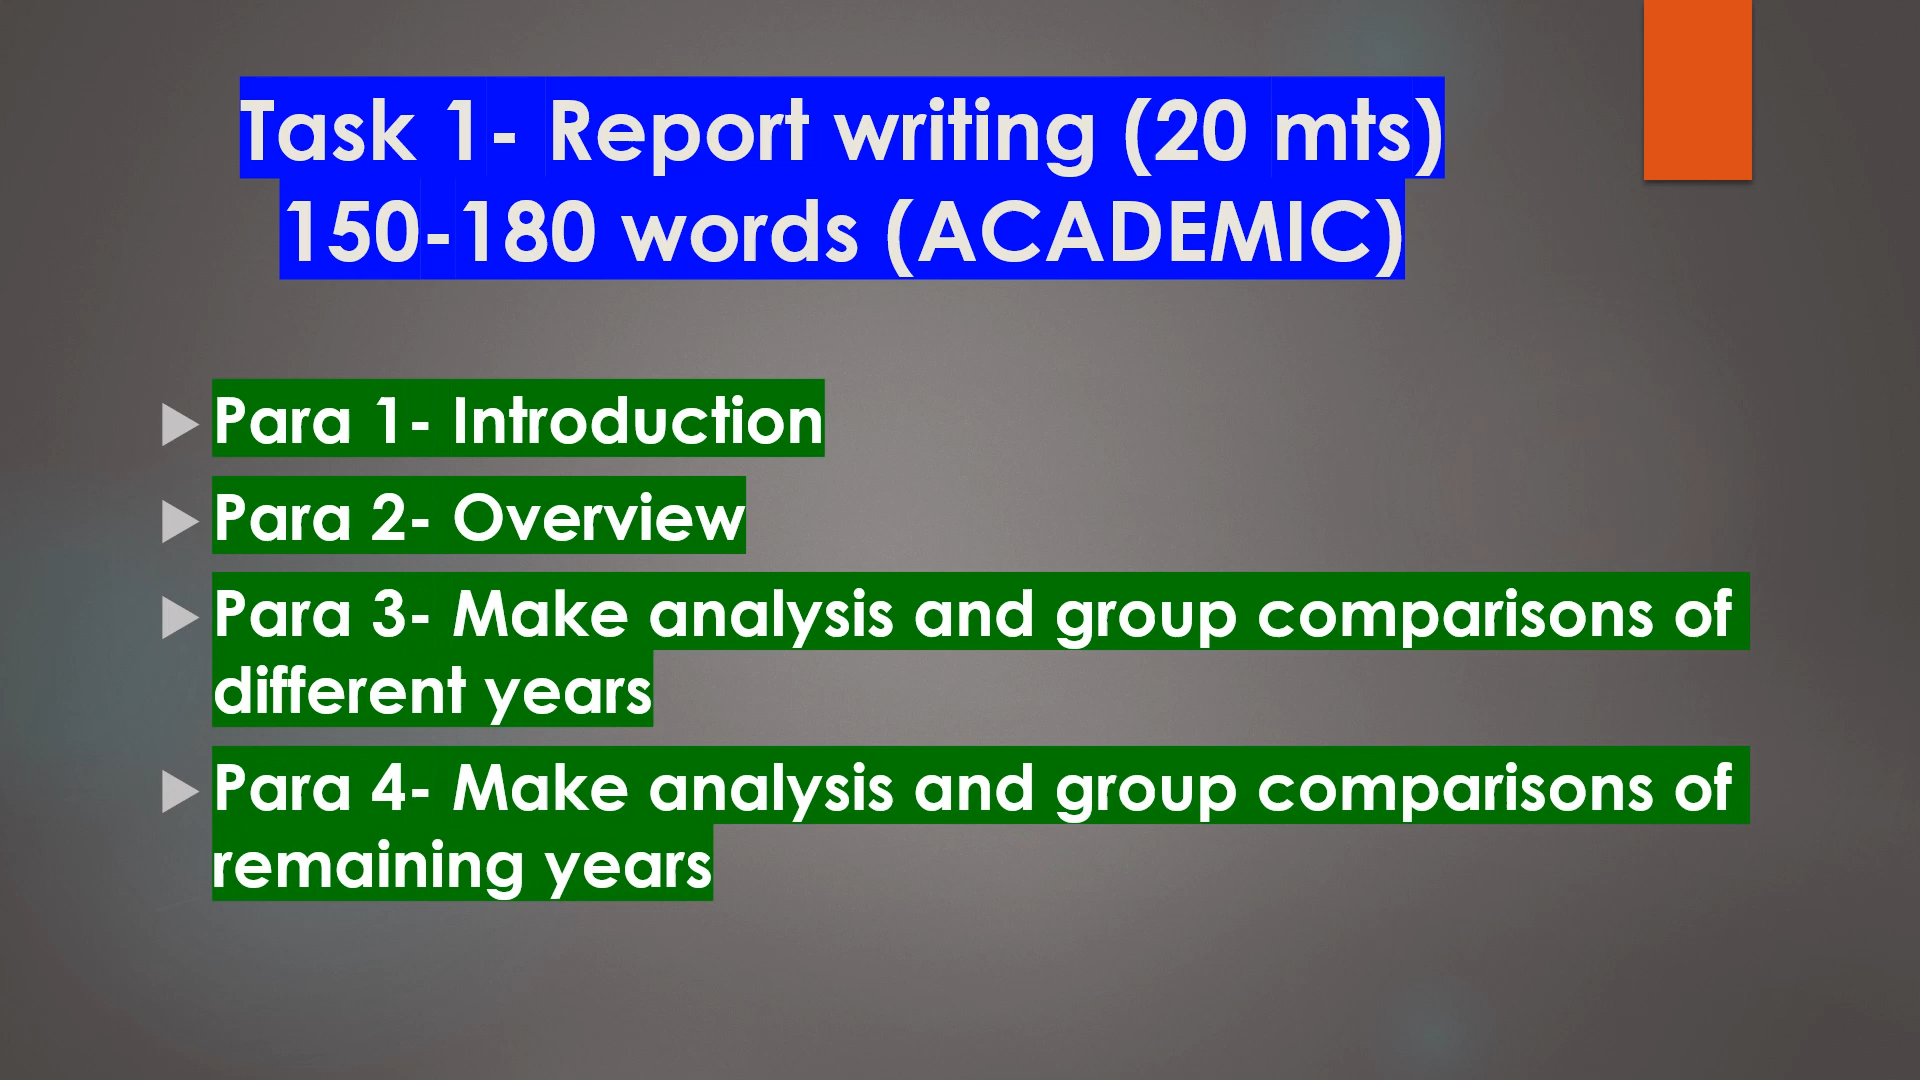 Task 1- Report writing (20 mts)
150-180 words (ACADEMIC)
Para 1- Introduction
Para 2- Overview
Para 3- Make analysis and group comparisons of
different years
Para 4- Make analysis and group comparisons of
remaining years